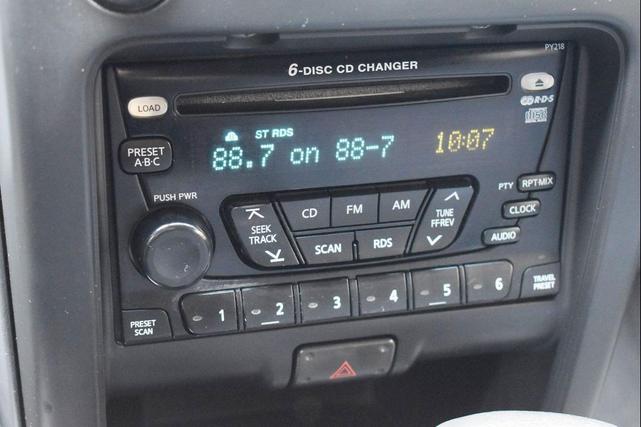 PY218
6-DISC CD CHANGER
LOAD
CD R·D·S
ST RDS
PRESET
A·B·C
88.7 on 88-7
10:07
PUSH PWR
SEEK
TRACK
CD
FM
AM
TUNE
FF·REV
PTY
RPT·MIX
CLOCK
SCAN
RDS
AUDIO
1
2
3
4
5
6
PRESET
SCAN
TRAVEL
PRESET